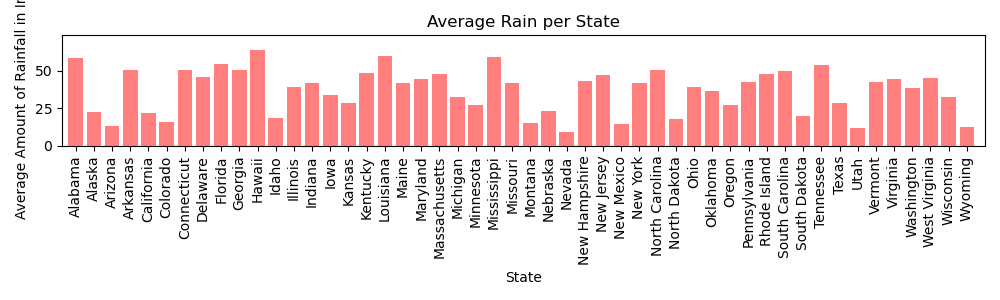 Average Rain per State
Average Amount of Rainfall in
50
25
0
Alabama
Alaska
Arizona
Arkansas
California
Colorado
Connecticut
Delaware
Florida
Georgia
Hawaii
Idaho
Illinois
Indiana
Iowa
Kansas
Kentucky
Louisiana
Maine
Maryland
Massachusetts
Michigan
Minnesota
Mississippi
Missouri
Montana
Nebraska
Nevada
New Hampshire
New Jersey
New Mexico
New York
North Carolina
North Dakota
Ohio
Oklahoma
Oregon
Pennsylvania
Rhode Island
South Carolina
South Dakota
Tennessee
Texas
Utah
Vermont
Virginia
Washington
West Virginia
Wisconsin
Wyoming
State